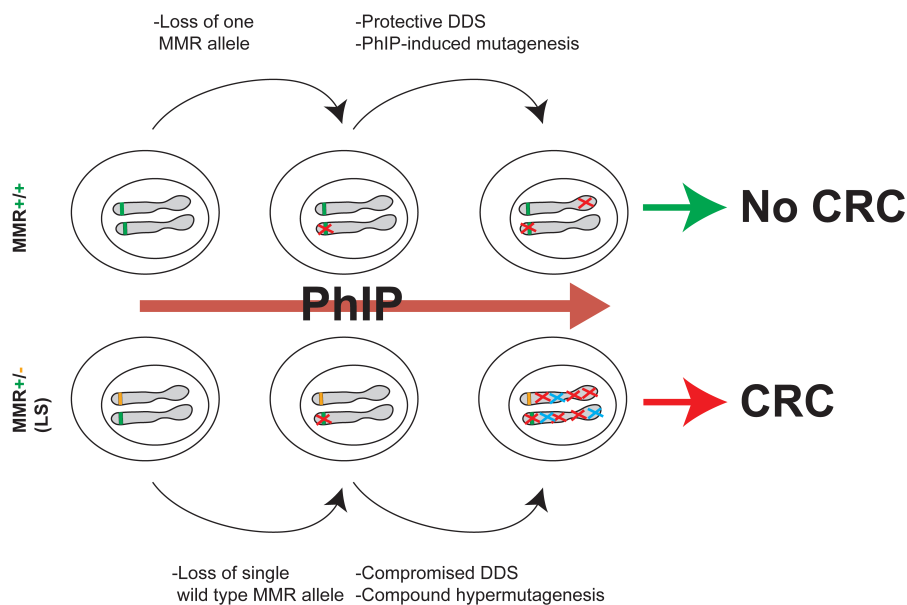 -Loss of one
MMR allele
-Protective DDS
-PhIP-induced mutagenesis
MMR+/+
No CRC
PhIP
MMR+/-
(LS)
CRC
-Loss of single
wild type MMR allele
-Compromised DDS
-Compound hypermutagenesis